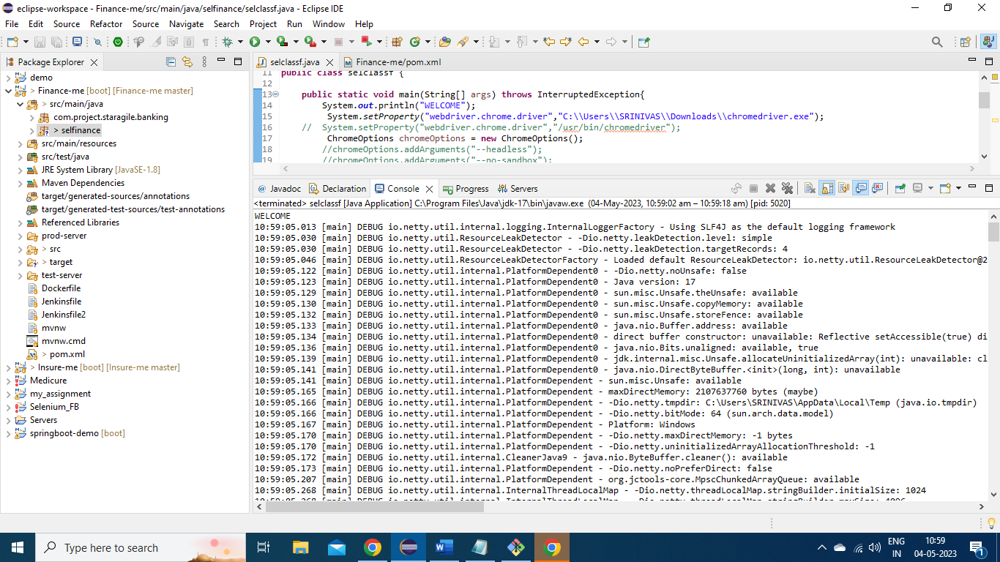 eclipse-workspace - Finance-me/src/main/java/selfinance/selclassf.java - Eclipse IDE
File Edit Source Refactor Source Navigate Search Project Run Window Help
Package Explorer
demo
> Finance-me [boot] [Finance-me master]
> src/main/java
com.project.staragile.banking
> selfinance
src/main/resources
src/test/java
JRE System Library [JavaSE-1.8]
Maven Dependencies
target/generated-sources/annotations
target/generated-test-sources/test-annotations
Referenced Libraries
prod-server
> src
> target
test-server
Dockerfile
Jenkinsfile
Jenkinsfile2
mvnw
mvnw.cmd
> pom.xml
> Insure-me [boot] [Insure-me master]
Medicure
my_assignment
Selenium_FB
Servers
springboot-demo [boot]
selclassf.java Finance-me/pom.xml
11 public class selclassf {
12
13 public static void main(String[] args) throws InterruptedException{
14 System.out.println("WELCOME");
15 System.setProperty("webdriver.chrome.driver","C:\\Users\\SRINIVAS\\Downloads\\chromedriver.exe");
16 // System.setProperty("webdriver.chrome.driver","/usr/bin/chromedriver");
17 ChromeOptions chromeOptions = new ChromeOptions();
18 //chromeOptions.addArguments("--headless");
19 //chromeOptions.addArguments("--no-sandbox");
Javadoc Declaration Console Progress Servers
<terminated> selclassf [Java Application] C:\Program Files\Java\jdk-17\bin\javaw.exe (04-May-2023, 10:59:02 am – 10:59:18 am) [pid: 5020]
WELCOME
10:59:05.013 [main] DEBUG io.netty.util.internal.logging.InternalLoggerFactory - Using SLF4J as the default logging framework
10:59:05.030 [main] DEBUG io.netty.util.ResourceLeakDetector - -Dio.netty.leakDetection.level: simple
10:59:05.030 [main] DEBUG io.netty.util.ResourceLeakDetector - -Dio.netty.leakDetection.targetRecords: 4
10:59:05.046 [main] DEBUG io.netty.util.ResourceLeakDetectorFactory - Loaded default ResourceLeakDetector: io.netty.util.ResourceLeakDetector@2
10:59:05.122 [main] DEBUG io.netty.util.internal.PlatformDependent0 - -Dio.netty.noUnsafe: false
10:59:05.123 [main] DEBUG io.netty.util.internal.PlatformDependent0 - Java version: 17
10:59:05.129 [main] DEBUG io.netty.util.internal.PlatformDependent0 - sun.misc.Unsafe.theUnsafe: available
10:59:05.130 [main] DEBUG io.netty.util.internal.PlatformDependent0 - sun.misc.Unsafe.copyMemory: available
10:59:05.132 [main] DEBUG io.netty.util.internal.PlatformDependent0 - sun.misc.Unsafe.storeFence: available
10:59:05.133 [main] DEBUG io.netty.util.internal.PlatformDependent0 - java.nio.Buffer.address: available
10:59:05.134 [main] DEBUG io.netty.util.internal.PlatformDependent0 - direct buffer constructor: unavailable: Reflective setAccessible(true) di
10:59:05.136 [main] DEBUG io.netty.util.internal.PlatformDependent0 - java.nio.Bits.unaligned: available, true
10:59:05.139 [main] DEBUG io.netty.util.internal.PlatformDependent0 - jdk.internal.misc.Unsafe.allocateUninitializedArray(int): unavailable: cl
10:59:05.141 [main] DEBUG io.netty.util.internal.PlatformDependent0 - java.nio.DirectByteBuffer.<init>(long, int): unavailable
10:59:05.141 [main] DEBUG io.netty.util.internal.PlatformDependent - sun.misc.Unsafe: available
10:59:05.165 [main] DEBUG io.netty.util.internal.PlatformDependent - maxDirectMemory: 2107637760 bytes (maybe)
10:59:05.166 [main] DEBUG io.netty.util.internal.PlatformDependent - -Dio.netty.tmpdir: C:\Users\SRINIVAS\AppData\Local\Temp (java.io.tmpdir)
10:59:05.166 [main] DEBUG io.netty.util.internal.PlatformDependent - -Dio.netty.bitMode: 64 (sun.arch.data.model)
10:59:05.167 [main] DEBUG io.netty.util.internal.PlatformDependent - Platform: Windows
10:59:05.170 [main] DEBUG io.netty.util.internal.PlatformDependent - -Dio.netty.maxDirectMemory: -1 bytes
10:59:05.170 [main] DEBUG io.netty.util.internal.PlatformDependent - -Dio.netty.uninitializedArrayAllocationThreshold: -1
10:59:05.172 [main] DEBUG io.netty.util.internal.CleanerJava9 - java.nio.ByteBuffer.cleaner(): available
10:59:05.173 [main] DEBUG io.netty.util.internal.PlatformDependent - -Dio.netty.noPreferDirect: false
10:59:05.207 [main] DEBUG io.netty.util.internal.PlatformDependent - org.jctools-core.MpscChunkedArrayQueue: available
10:59:05.268 [main] DEBUG io.netty.util.internal.InternalThreadLocalMap - -Dio.netty.threadLocalMap.stringBuilder.initialSize: 1024
10:59:05.268 [main] DEBUG io.netty.util.internal.InternalThreadLocalMap - -Dio.netty.threadLocalMap.stringBuilder.maxSize: 4096
Type here to search
ENG
IN
10:59
04-05-2023
1